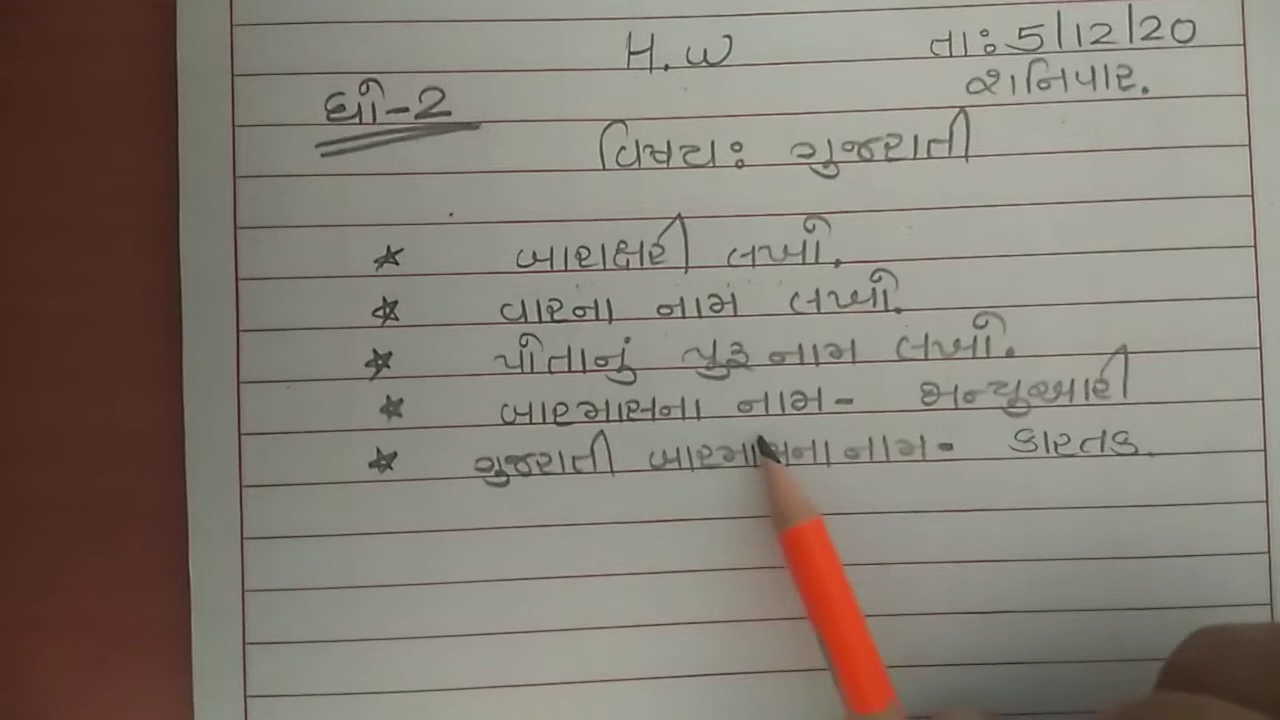 H.W
તા: 5/12/20
ધો-2
શનિવાર.
વિષય: ગુજરાતી
★ બારાક્ષરી લખો.
★ વારના નામ લખો.
★ પોતાનું પુરૂ નામ લખો.
★ બારમાસના નામ - જાન્યુઆરી
★ ગુજરાતી બારમાસના નામ - કારતક.